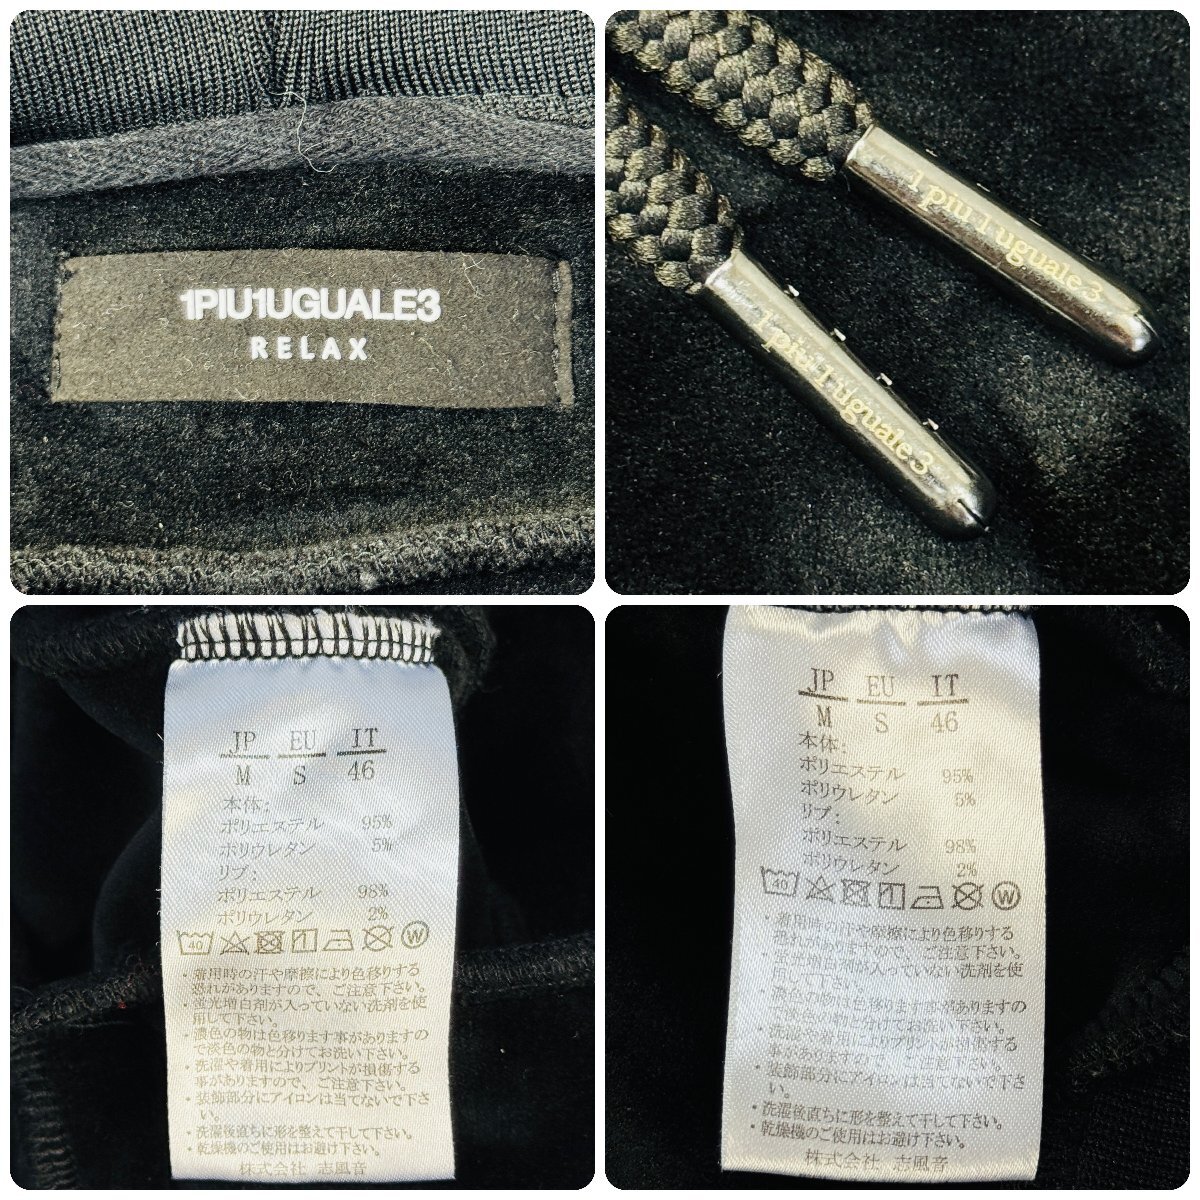 1PIU1UGUALE3
RELAX
1 piu 1 uguale 3
1 piu 1 uguale 3
JP EU IT
M S 46
本体:
ポリエステル 95%
ポリウレタン 5%
リブ:
ポリエステル 98%
ポリウレタン 2%
40 1 W
・着用時の汗や摩擦により色移りする
恐れがありますので、ご注意下さい。
・蛍光増白剤が入っていない洗剤を使
用して下さい。
・濃色の物は色移ります事がありますの
で淡色の物と分けてお洗い下さい。
・洗濯や着用によりプリントが損傷する
事がありますので、ご注意下さい。
・装飾部分にアイロンは当てないで下さ
い。
・洗濯後直ちに形を整えて干して下さい。
・乾燥機のご使用はお避け下さい。
株式会社 志風音
JP EU IT
M S 46
本体:
ポリエステル 95%
ポリウレタン 5%
リブ:
ポリエステル 98%
ポリウレタン 2%
40 1 W
・着用時の汗や摩擦により色移りする
恐れがありますので、ご注意下さい。
・蛍光増白剤が入っていない洗剤を使
用して下さい。
・濃色の物は色移ります事がありますの
で淡色の物と分けてお洗い下さい。
・洗濯や着用によりプリントが損傷する
事がありますので、ご注意下さい。
・装飾部分にアイロンは当てないで下さ
い。
・洗濯後直ちに形を整えて干して下さい。
・乾燥機のご使用はお避け下さい。
株式会社 志風音